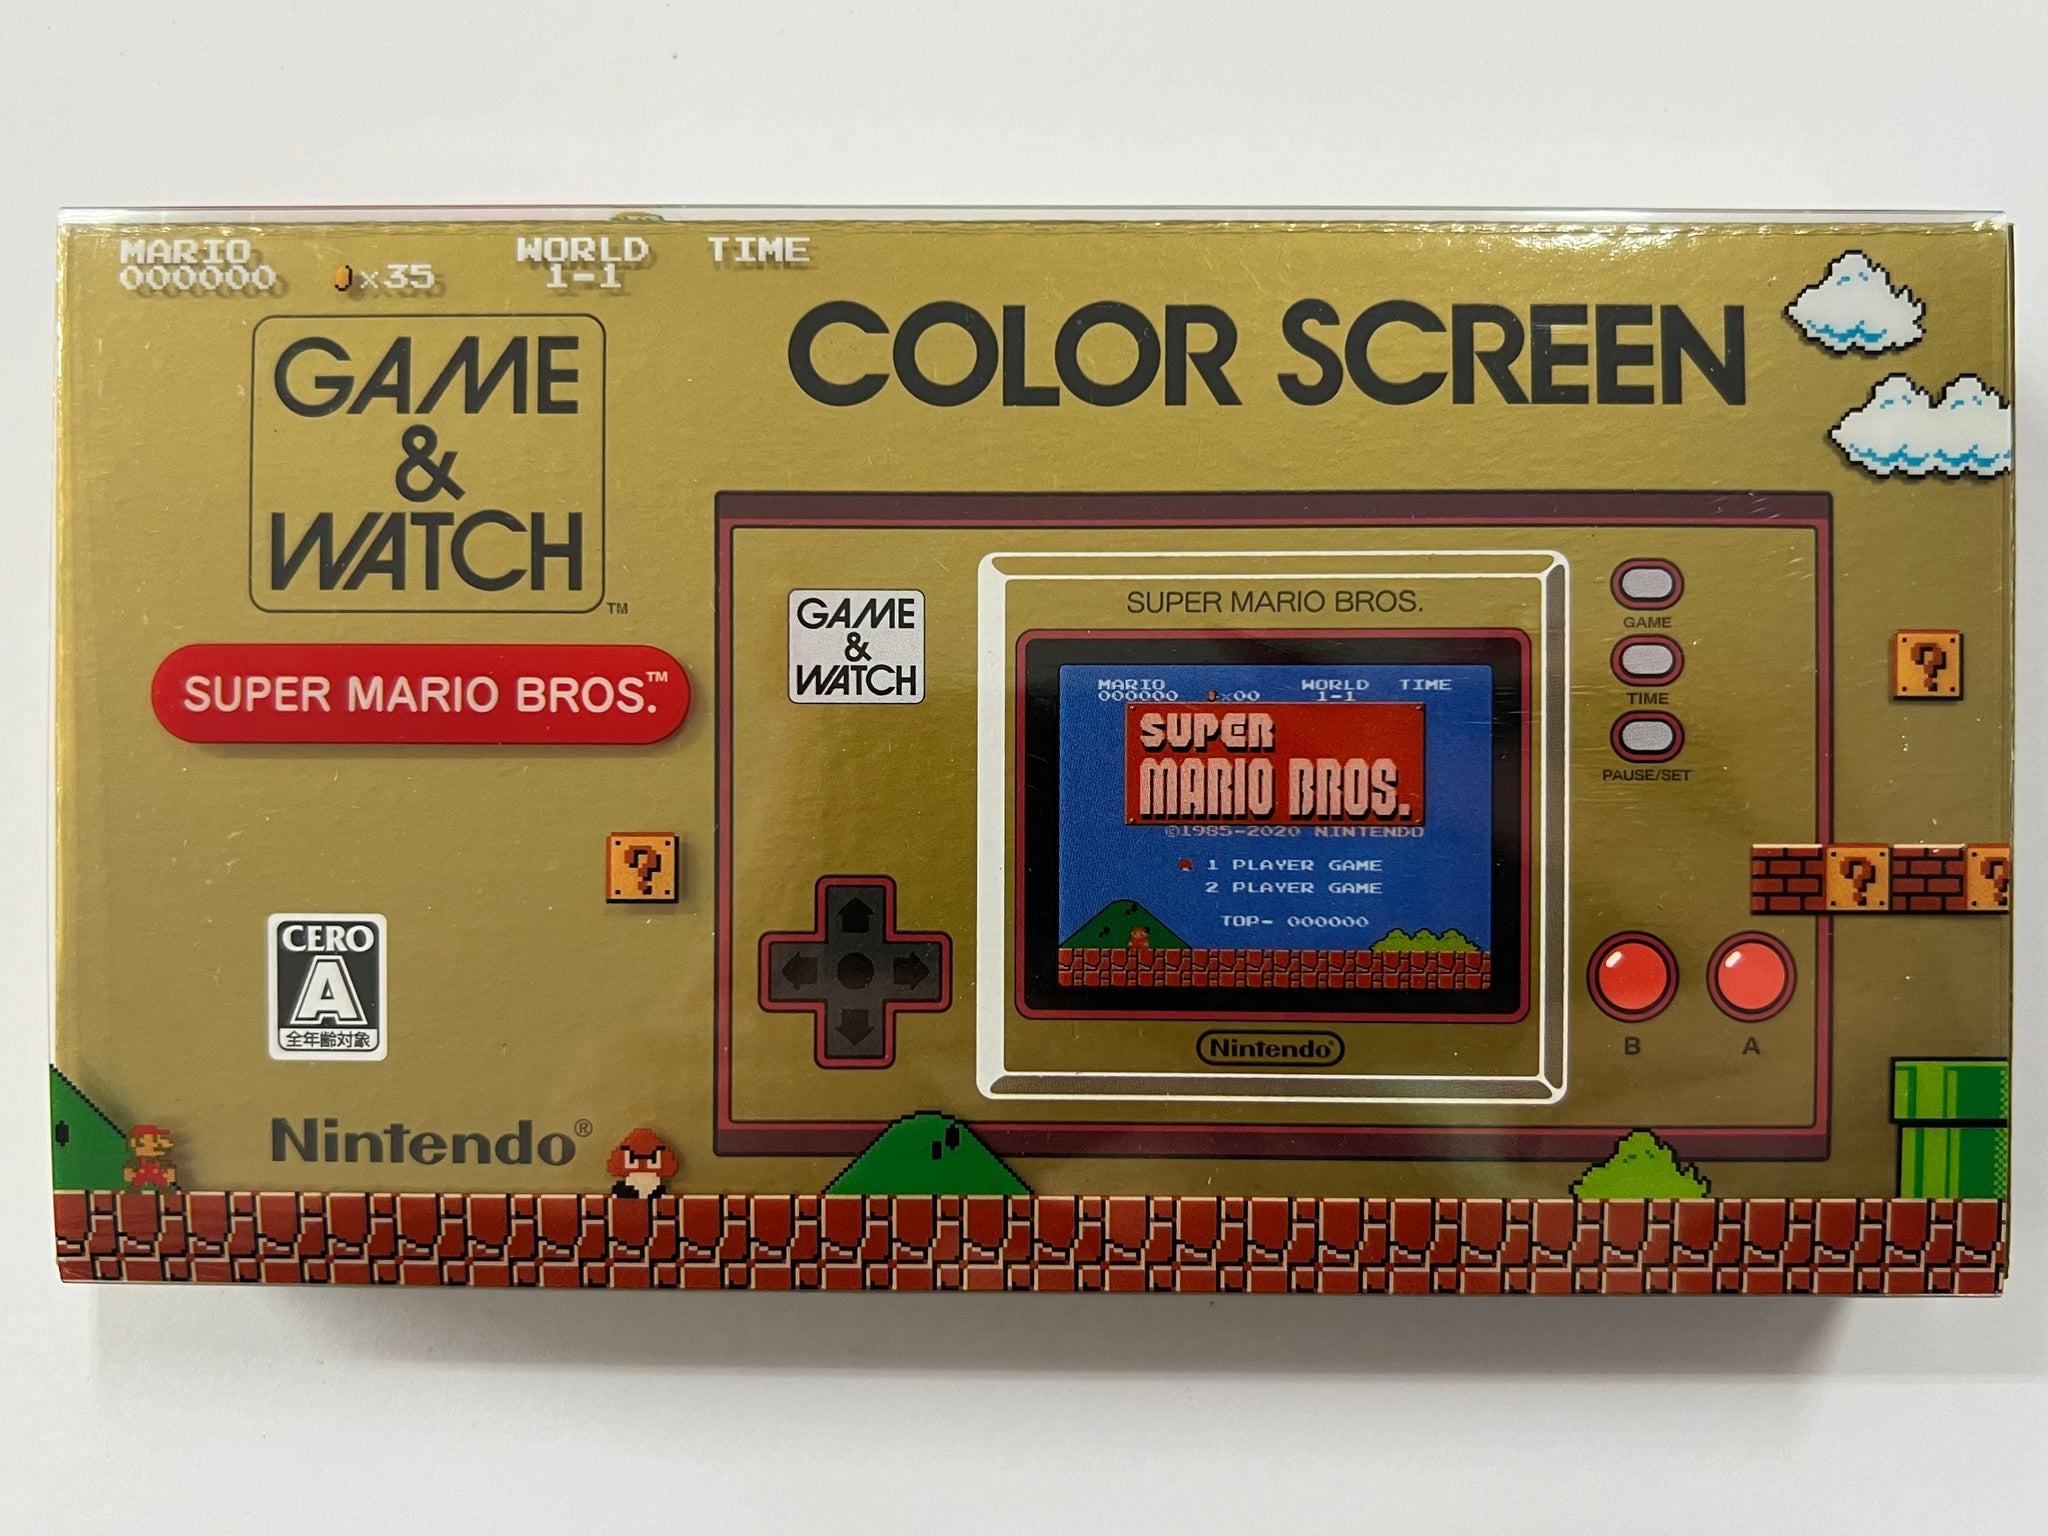 MARIO WORLD TIME
000000 ×35 1-1
GAME
&
WATCH™
COLOR SCREEN
SUPER MARIO BROS.™
CERO
A
全年齢対象
Nintendo®
GAME
&
WATCH
SUPER MARIO BROS.
MARIO WORLD TIME
000000 ×00 1-1
SUPER
MARIO BROS.
©1985-2020 NINTENDO
1 PLAYER GAME
2 PLAYER GAME
TOP- 000000
Nintendo®
GAME
TIME
PAUSE/SET
B A
?
?
? ?